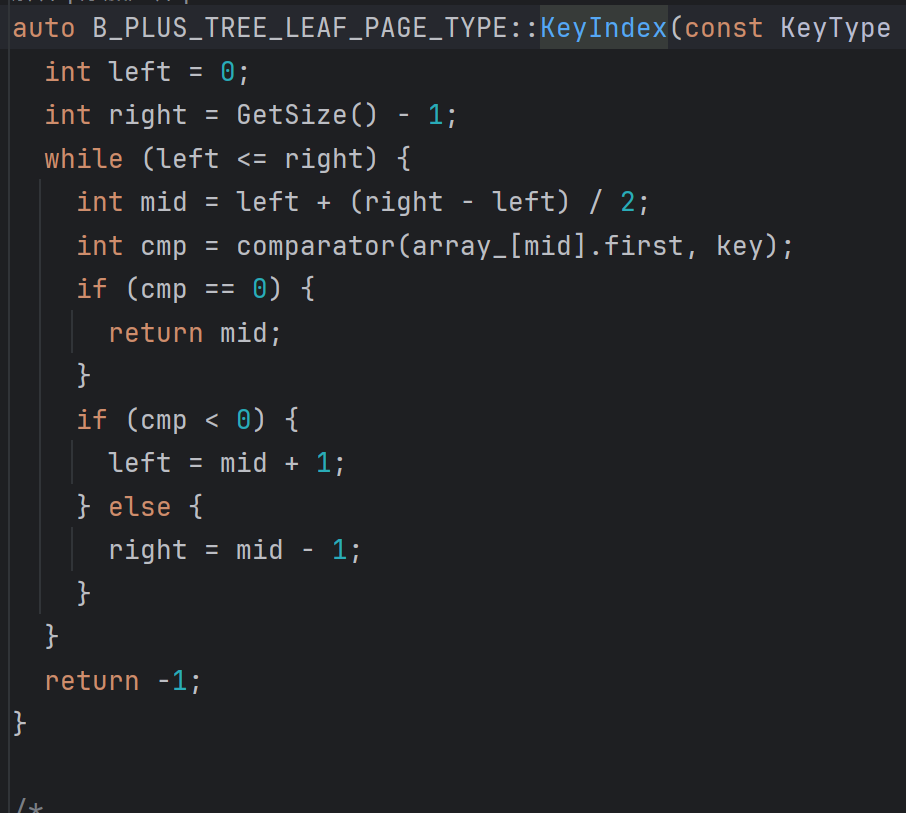 auto B_PLUS_TREE_LEAF_PAGE_TYPE::KeyIndex(const KeyType
int left = 0;
int right = GetSize() - 1;
while (left <= right) {
int mid = left + (right - left) / 2;
int cmp = comparator(array_[mid].first, key);
if (cmp == 0) {
return mid;
}
if (cmp < 0) {
left = mid + 1;
} else {
right = mid - 1;
}
}
return -1;
}
/*